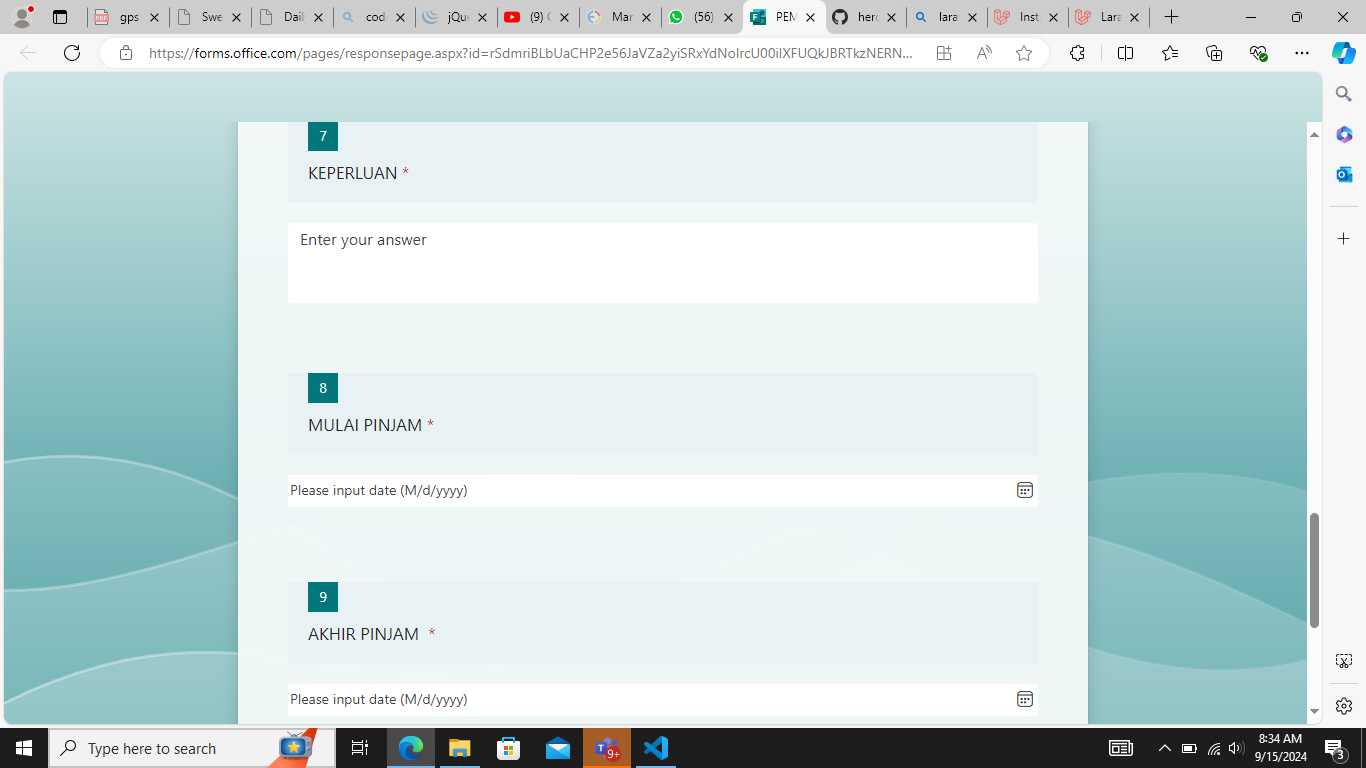 gps
Swe
Dail
cod
jQu
(9)
Mar
(56)
PEM
herc
lara
Inst
Lara
https://forms.office.com/pages/responsepage.aspx?id=rSdmriBLbUaCHP2e56JaVZa2yiSRxYdNoIrcU00iIXFUQkJBRTkzNERN...
7
KEPERLUAN *
Enter your answer
8
MULAI PINJAM *
Please input date (M/d/yyyy)
9
AKHIR PINJAM *
Please input date (M/d/yyyy)
Type here to search
9+
8:34 AM
9/15/2024
3